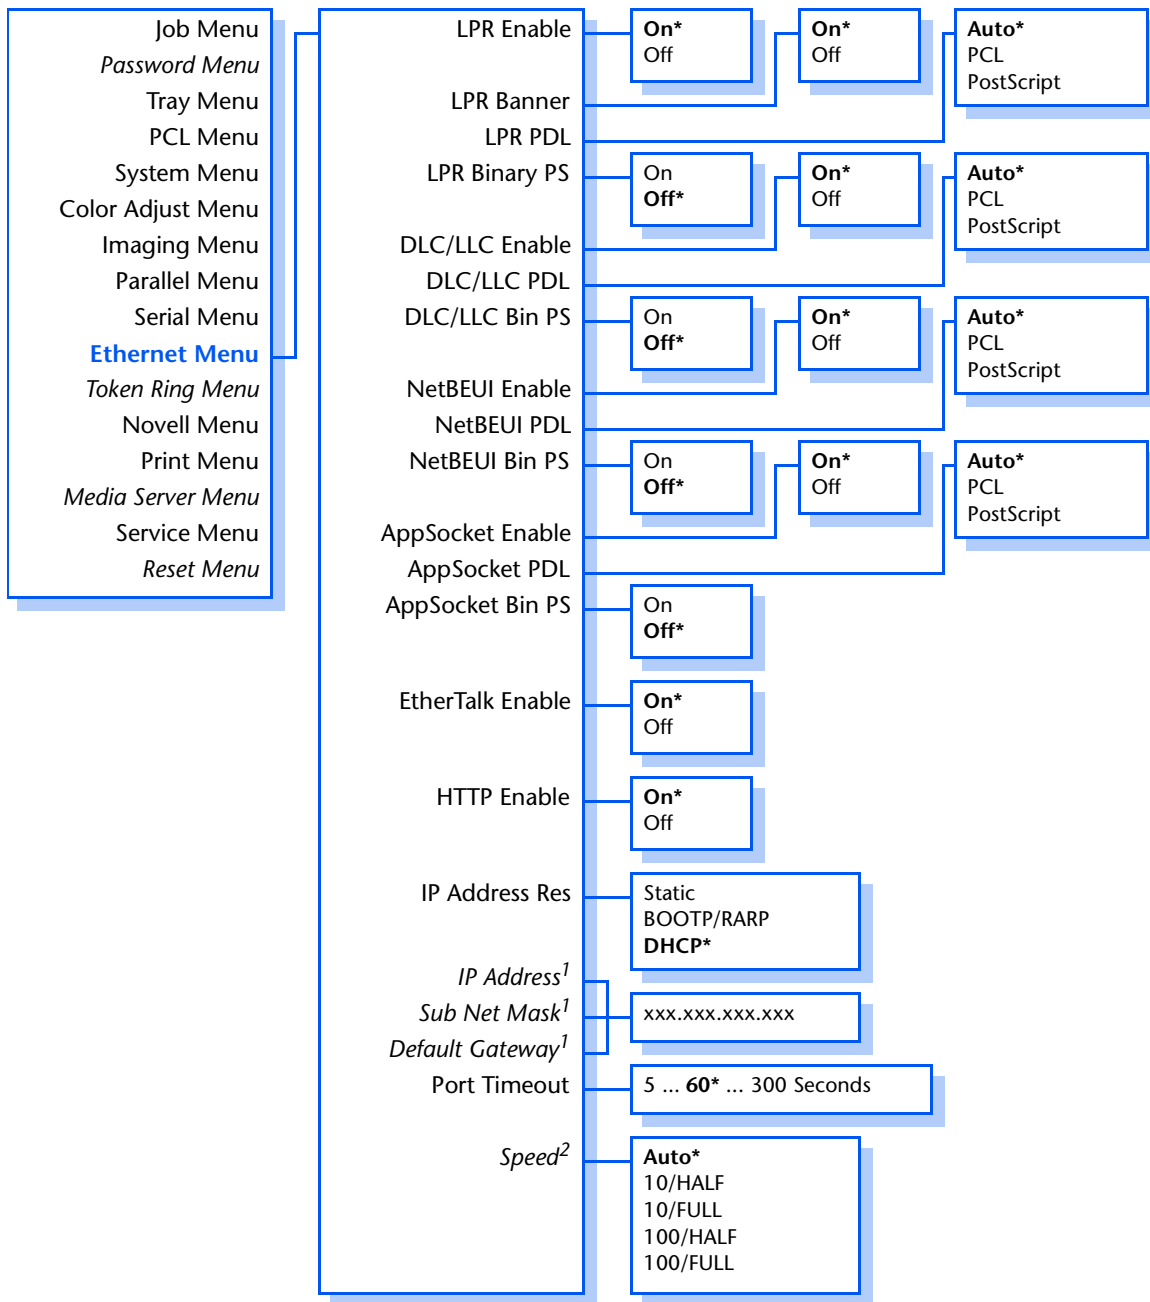 Job Menu
Password Menu
Tray Menu
PCL Menu
System Menu
Color Adjust Menu
Imaging Menu
Parallel Menu
Serial Menu
Ethernet Menu
Token Ring Menu
Novell Menu
Print Menu
Media Server Menu
Service Menu
Reset Menu
LPR Enable
LPR Banner
LPR PDL
LPR Binary PS
DLC/LLC Enable
DLC/LLC PDL
DLC/LLC Bin PS
NetBEUI Enable
NetBEUI PDL
NetBEUI Bin PS
AppSocket Enable
AppSocket PDL
AppSocket Bin PS
EtherTalk Enable
HTTP Enable
IP Address Res
IP Address1
Sub Net Mask1
Default Gateway1
Port Timeout
Speed2
On*
Off
On*
Off
Auto*
PCL
PostScript
On
Off*
On*
Off
Auto*
PCL
PostScript
On
Off*
On*
Off
Auto*
PCL
PostScript
On
Off*
On*
Off
Auto*
PCL
PostScript
On
Off*
On*
Off
On*
Off
Static
BOOTP/RARP
DHCP*
xxx.xxx.xxx.xxx
5 ... 60* ... 300 Seconds
Auto*
10/HALF
10/FULL
100/HALF
100/FULL